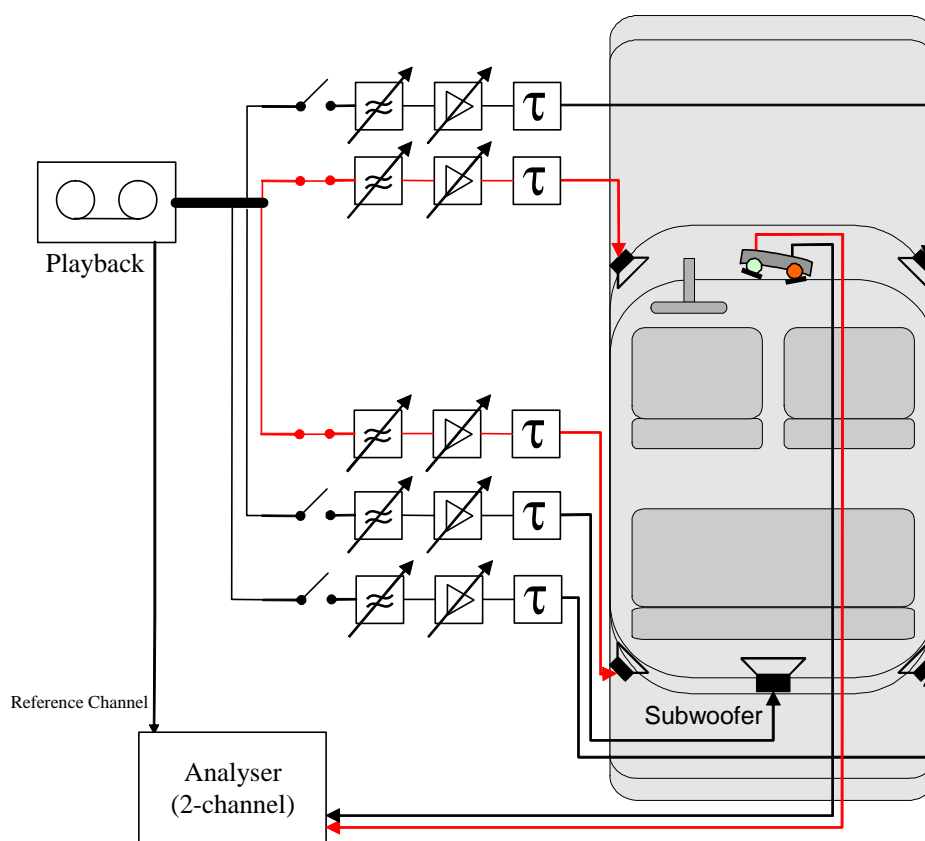 τ
τ
Playback
τ
τ
τ
Reference Channel
Subwoofer
Analyser
(2-channel)